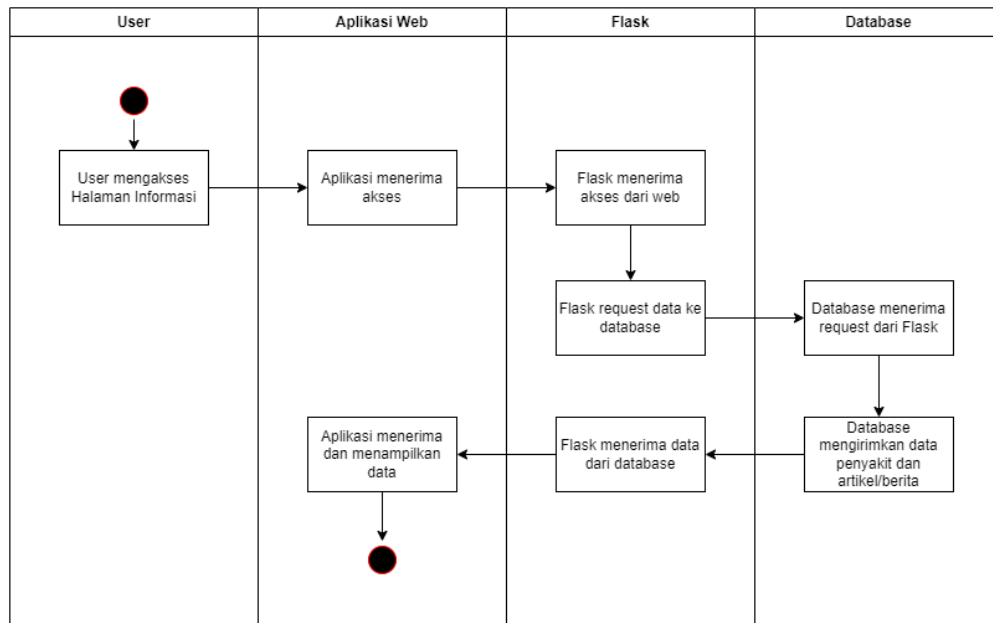 User
Aplikasi Web
Flask
Database
User mengakses
Halaman Informasi
Aplikasi menerima
akses
Flask menerima
akses dari web
Flask request data ke
database
Database menerima
request dari Flask
Database
mengirimkan data
penyakit dan
artikel/berita
Flask menerima data
dari database
Aplikasi menerima
dan menampilkan
data